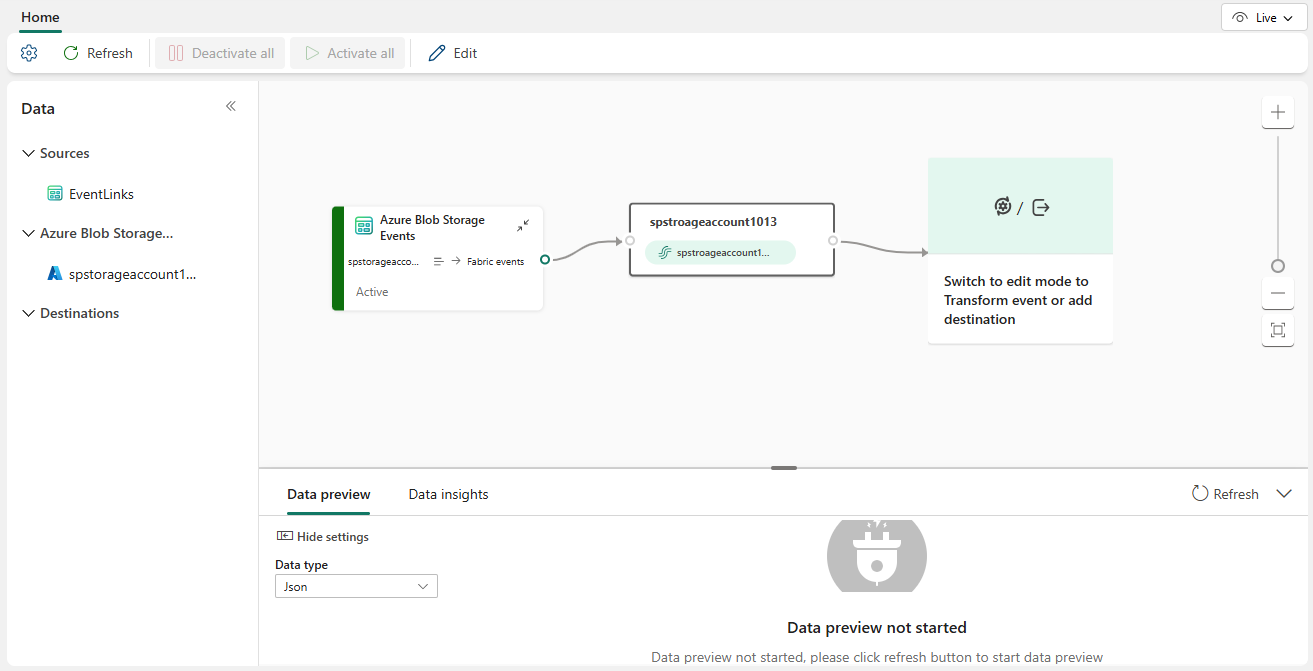 Home
Live
Refresh
Deactivate all
Activate all
Edit
Data
Sources
EventLinks
Azure Blob Storage...
spstorageaccount1...
Destinations
Azure Blob Storage
Events
spstorageacco...
Fabric events
Active
spstroageaccount1013
spstroageaccount1...
/
Switch to edit mode to
Transform event or add
destination
Data preview
Data insights
Refresh
Hide settings
Data type
Json
Data preview not started
Data preview not started, please click refresh button to start data preview